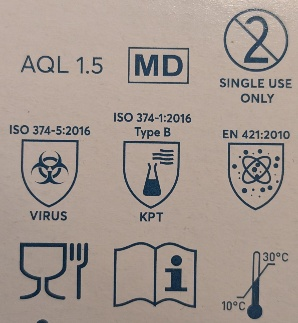 AQL 1.5
MD
2
SINGLE USE
ONLY
ISO 374-5:2016
VIRUS
ISO 374-1:2016
Type B
KPT
EN 421:2010
i
30°C
10°C